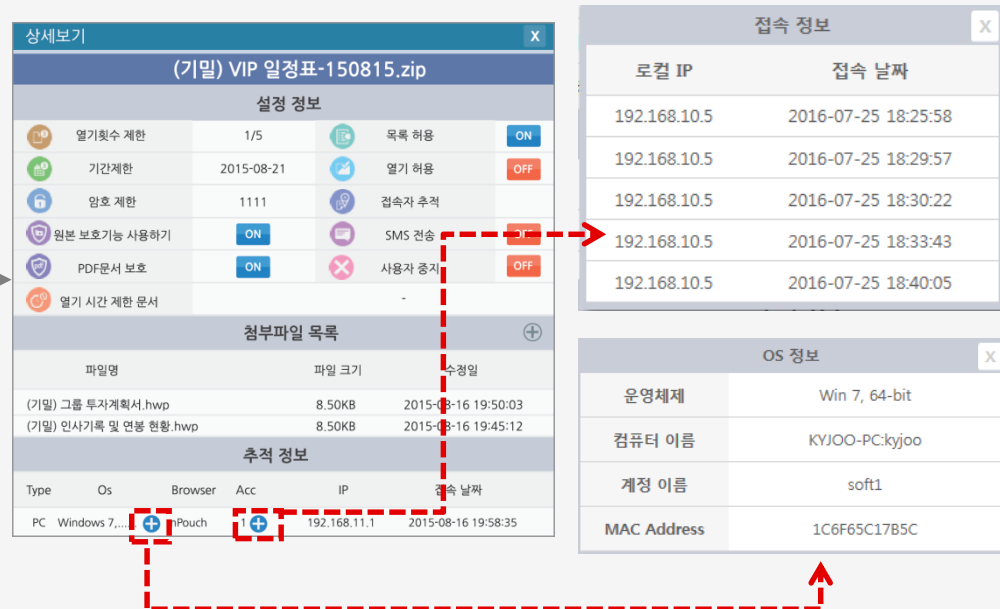 상세보기 X
(기밀) VIP 일정표-150815.zip
설정 정보
열기횟수 제한 1/5 목록 허용 ON
기간제한 2015-08-21 열기 허용 OFF
암호 제한 1111 접속자 추적
원본 보호기능 사용하기 ON SMS 전송 OFF
PDF문서 보호 ON 사용자 중지 OFF
열기 시간 제한 문서 -
첨부파일 목록
파일명 파일 크기 수정일
(기밀) 그룹 투자계획서.hwp 8.50KB 2015-08-16 19:50:03
(기밀) 인사기록 및 연봉 현황.hwp 8.50KB 2015-08-16 19:45:12
추적 정보
Type Os Browser Acc IP 접속 날짜
PC Windows 7,.... nPouch 1 192.168.11.1 2015-08-16 19:58:35
접속 정보 X
로컬 IP 접속 날짜
192.168.10.5 2016-07-25 18:25:58
192.168.10.5 2016-07-25 18:29:57
192.168.10.5 2016-07-25 18:30:22
192.168.10.5 2016-07-25 18:33:43
192.168.10.5 2016-07-25 18:40:05
OS 정보 X
운영체제 Win 7, 64-bit
컴퓨터 이름 KYJOO-PC:kyjoo
계정 이름 soft1
MAC Address 1C6F65C17B5C